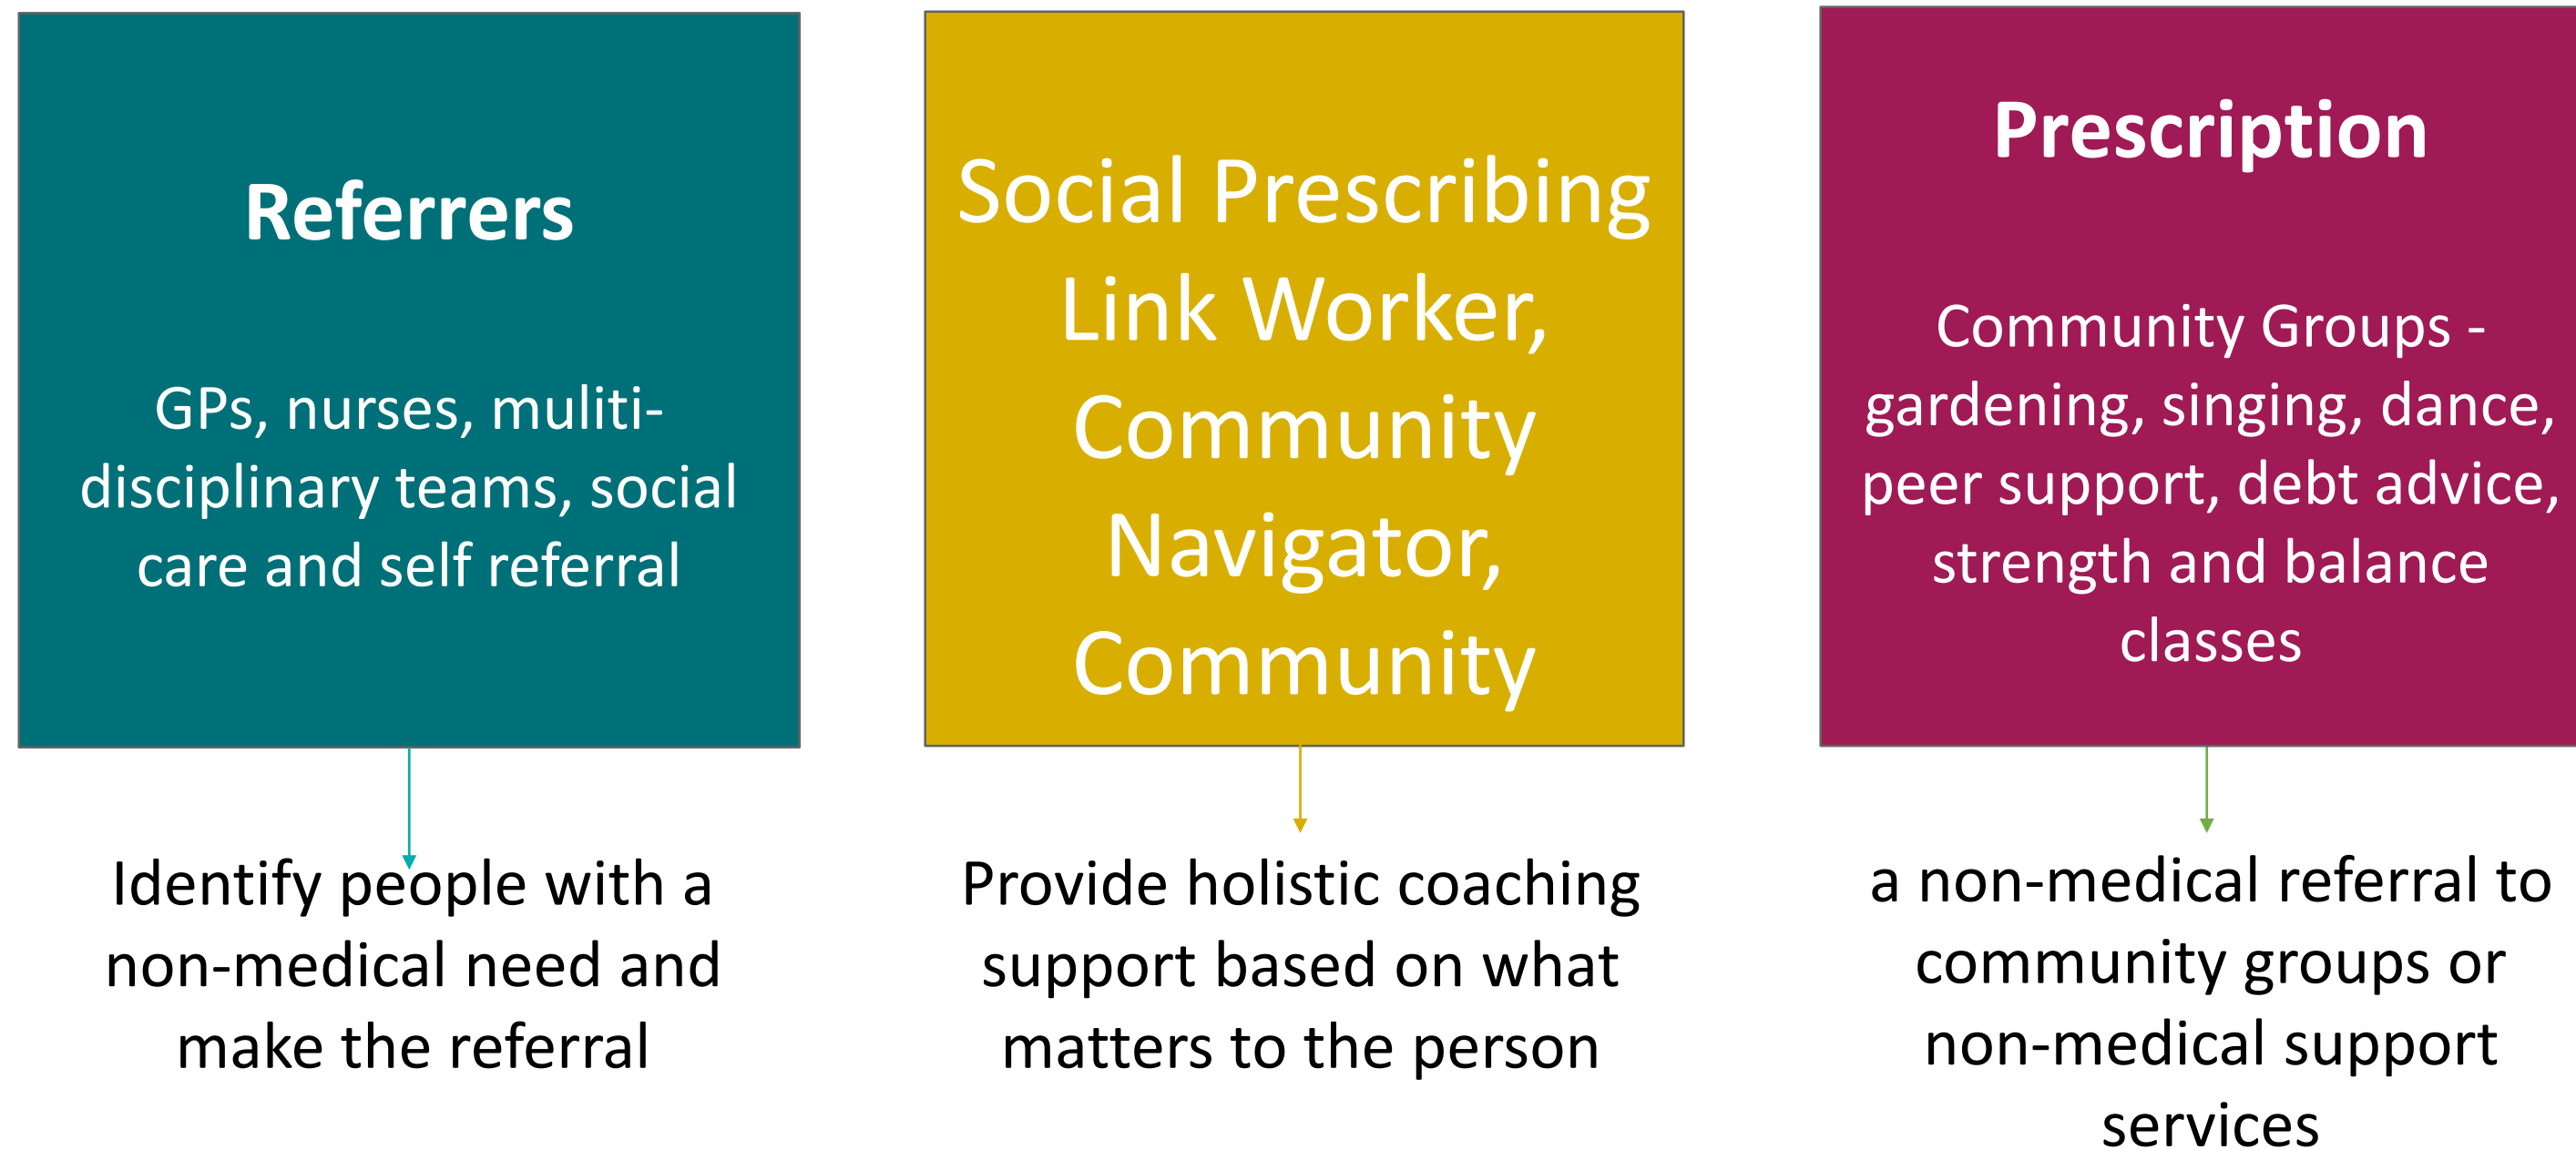 Referrers
GPs, nurses, muliti-
disciplinary teams, social
care and self referral
Identify people with a
non-medical need and
make the referral
Social Prescribing
Link Worker,
Community
Navigator,
Community
Provide holistic coaching
support based on what
matters to the person
Prescription
Community Groups -
gardening, singing, dance,
peer support, debt advice,
strength and balance
classes
a non-medical referral to
community groups or
non-medical support
services